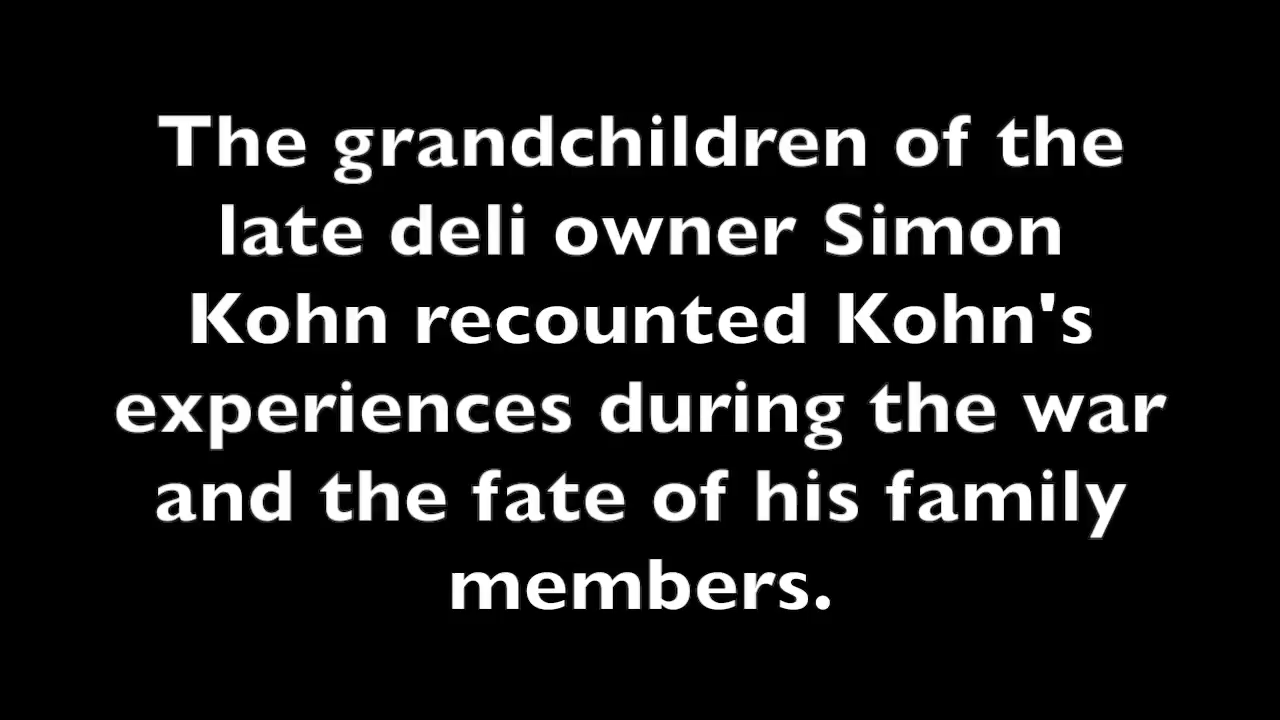 The grandchildren of the
late deli owner Simon
Kohn recounted Kohn's
experiences during the war
and the fate of his family
members.